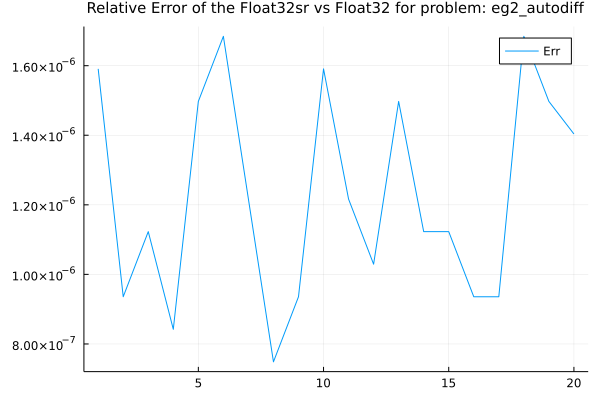 Relative Error of the Float32sr vs Float32 for problem: eg2_autodiff
Err
1.60×10⁻⁶
1.40×10⁻⁶
1.20×10⁻⁶
1.00×10⁻⁶
8.00×10⁻⁷
5 10 15 20